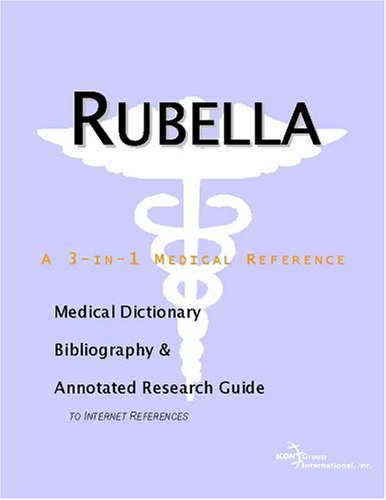 RUBELLA
A 3-IN-1 MEDICAL REFERENCE
Medical Dictionary
Bibliography &
Annotated Research Guide
TO INTERNET REFERENCES
ICON Group
International, Inc.